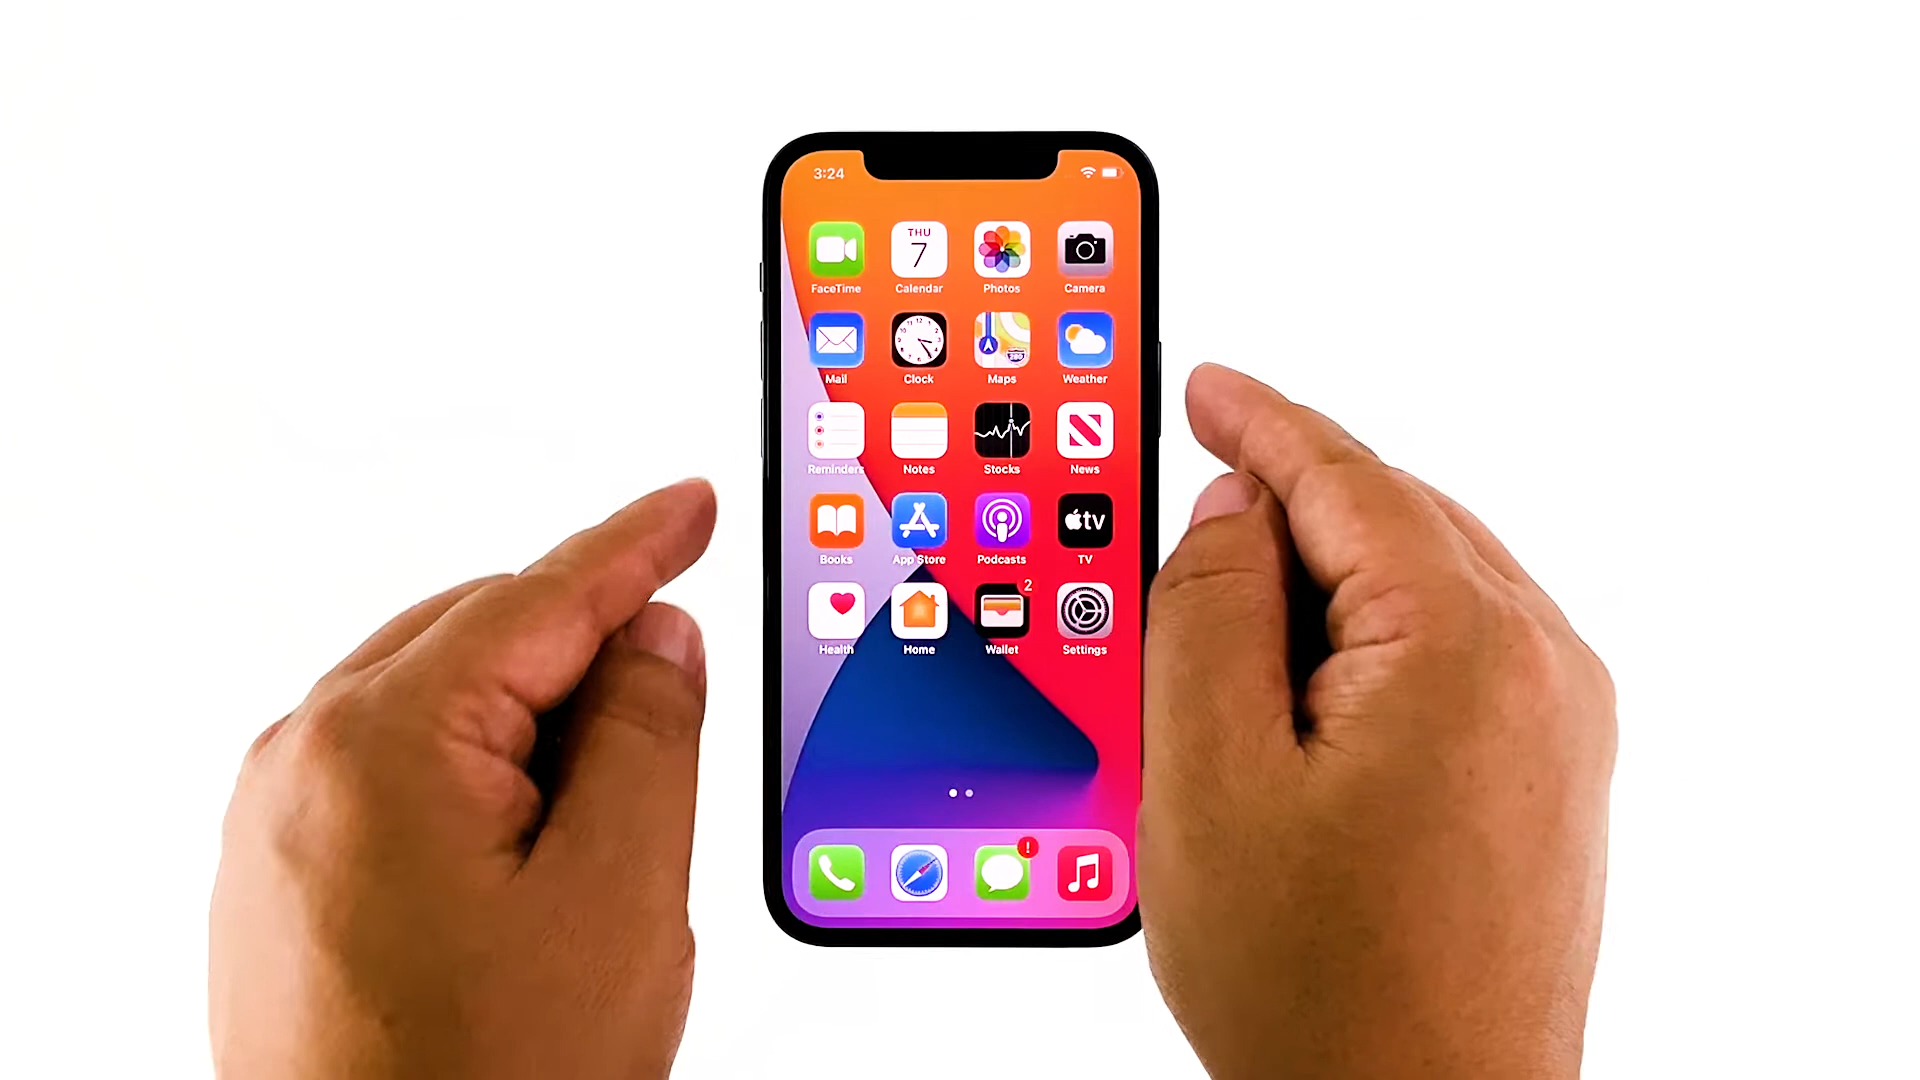 3:24
THU
7
FaceTime Calendar Photos Camera
280
Mail Clock Maps Weather
Reminders Notes Stocks News
tv
Books App Store Podcasts TV
2
Health Home Wallet Settings
!